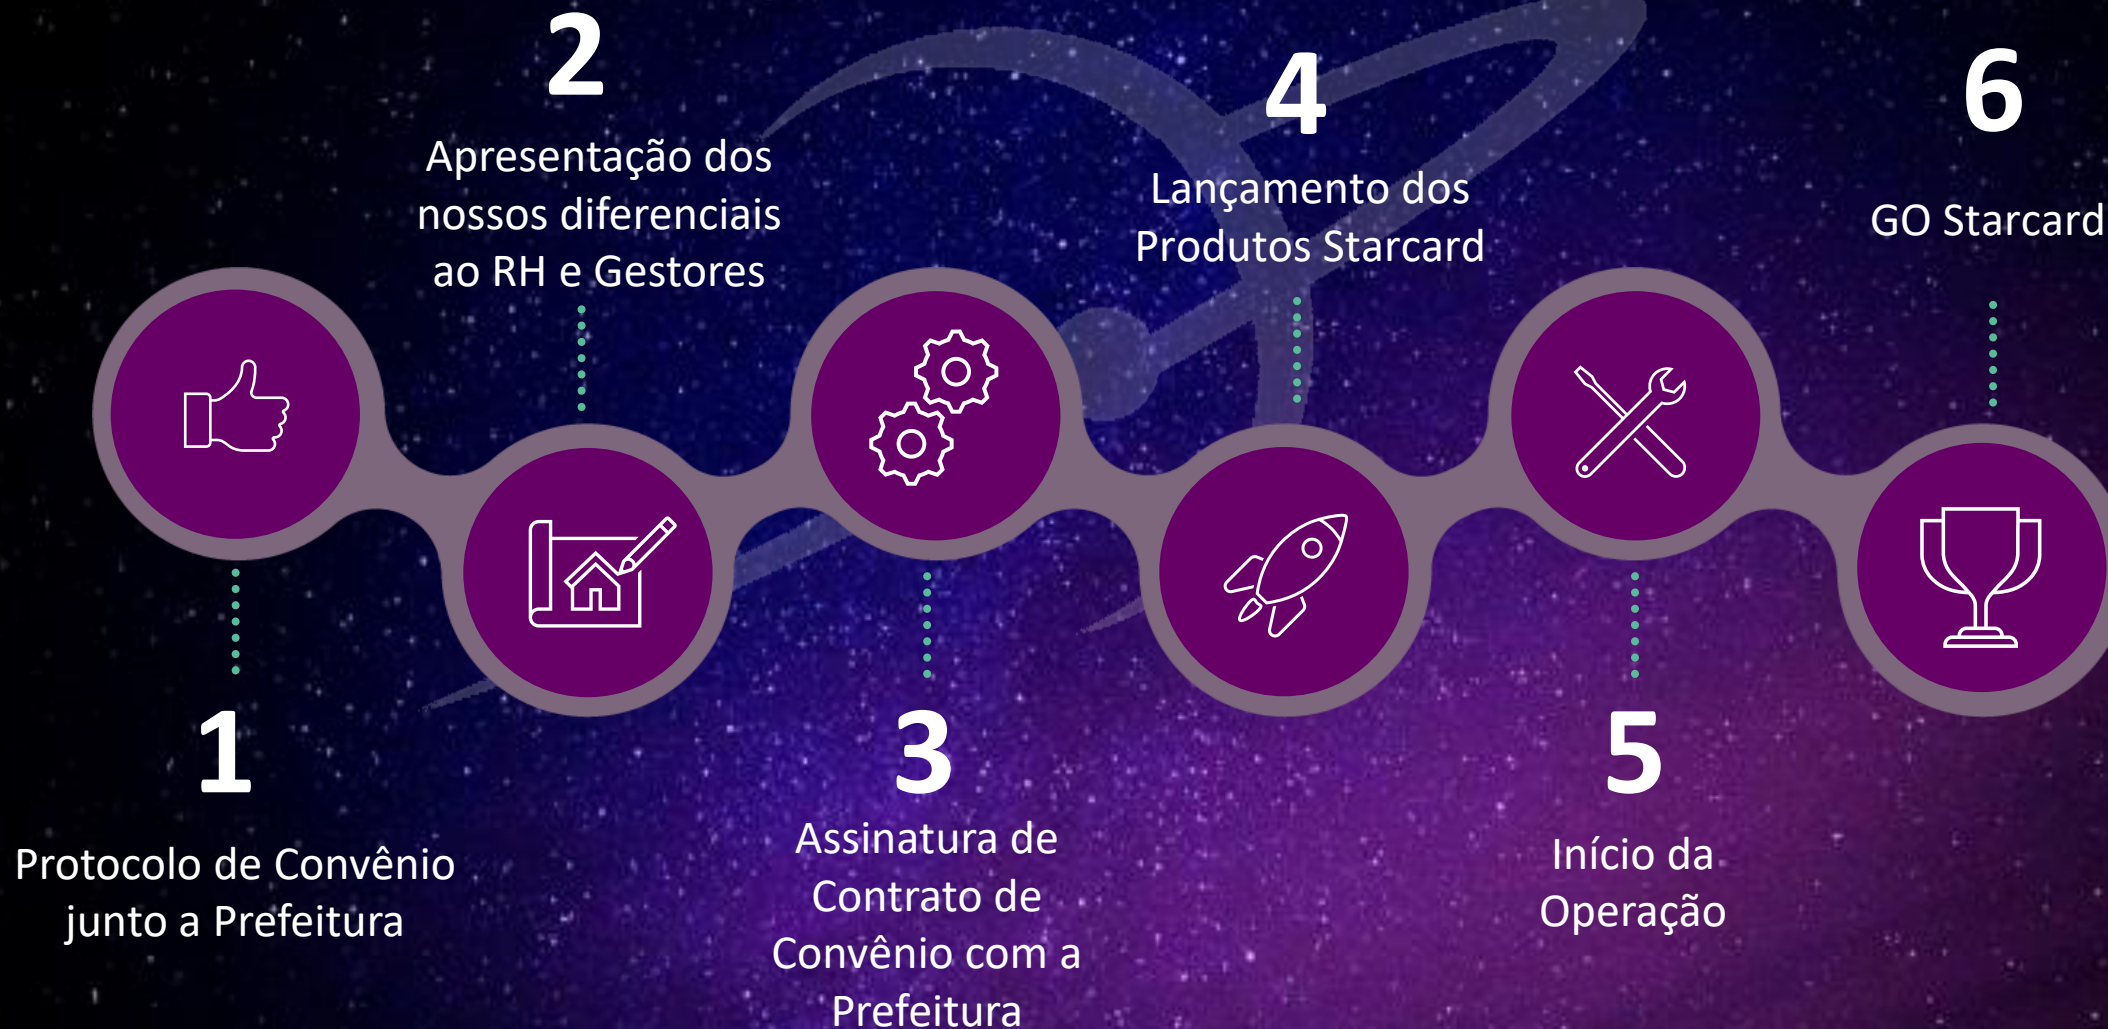 1
Protocolo de Convênio
junto a Prefeitura
2
Apresentação dos
nossos diferenciais
ao RH e Gestores
3
Assinatura de
Contrato de
Convênio com a
Prefeitura
4
Lançamento dos
Produtos Starcard
5
Início da
Operação
6
GO Starcard